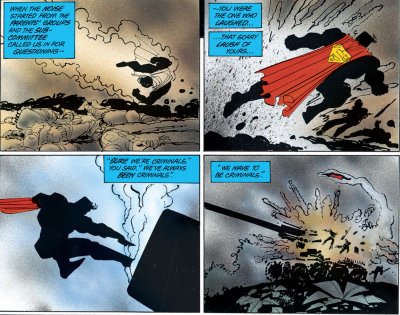 WHEN THE NOISE
STARTED FROM THE
PARENTS' GROUPS
AND THE SUB-
COMMITTEE
CALLED US IN FOR
QUESTIONING--
--YOU WERE
THE ONE WHO
LAUGHED...
...THAT SCARY
LAUGH OF
YOURS...
"SURE WE'RE CRIMINALS,"
YOU SAID. "WE'VE ALWAYS
BEEN CRIMINALS."
"WE HAVE TO
BE CRIMINALS."